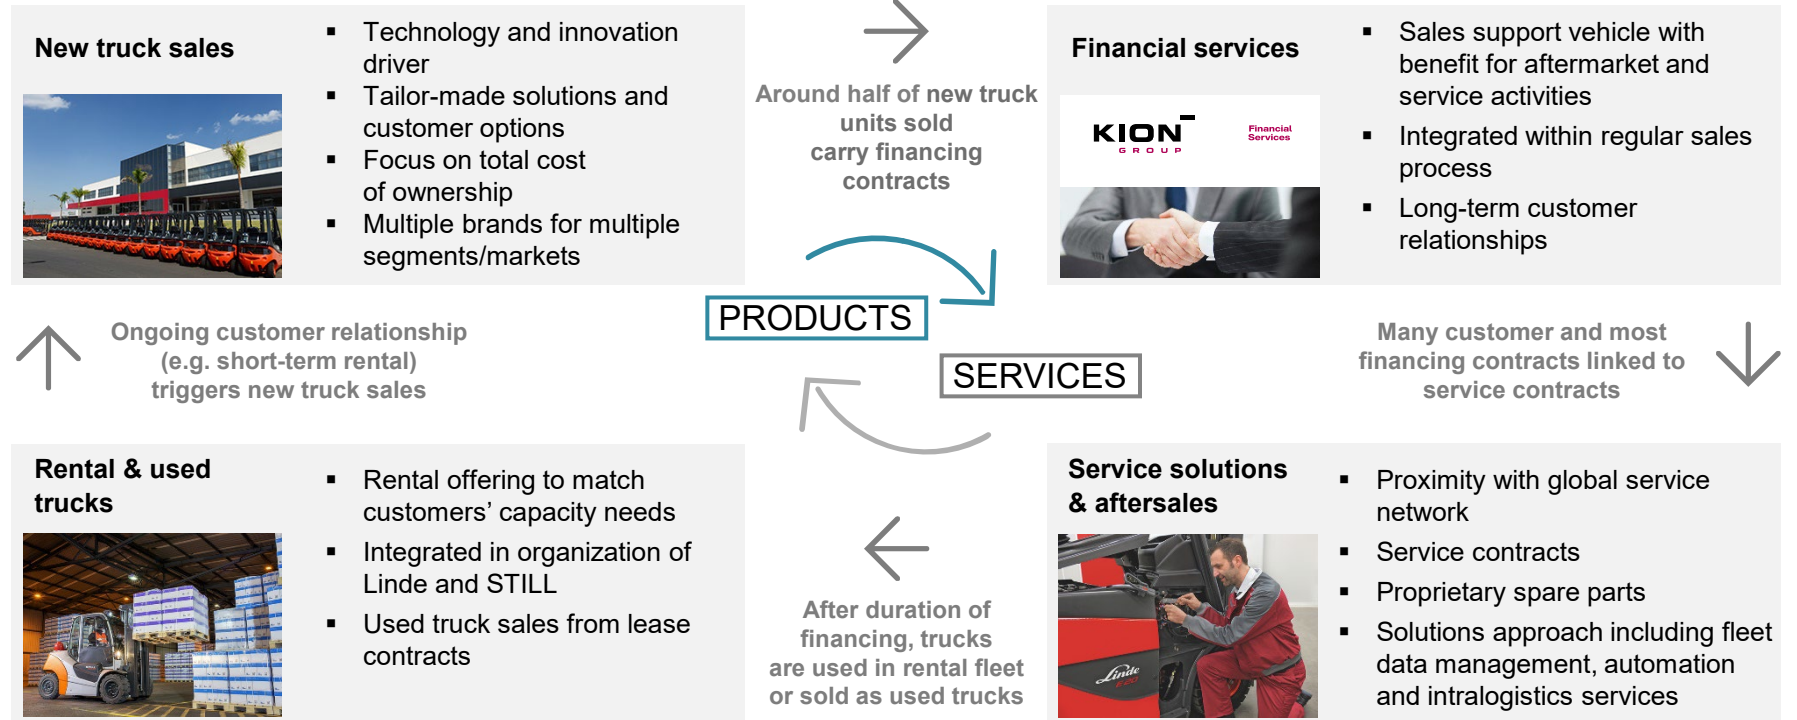 New truck sales
▪ Technology and innovation
driver
▪ Tailor-made solutions and
customer options
▪ Focus on total cost
of ownership
▪ Multiple brands for multiple
segments/markets
Around half of new truck
units sold
carry financing
contracts
Financial services
KION
GROUP
Financial
Services
▪ Sales support vehicle with
benefit for aftermarket and
service activities
▪ Integrated within regular sales
process
▪ Long-term customer
relationships
PRODUCTS
SERVICES
Ongoing customer relationship
(e.g. short-term rental)
triggers new truck sales
Many customer and most
financing contracts linked to
service contracts
Rental & used
trucks
▪ Rental offering to match
customers’ capacity needs
▪ Integrated in organization of
Linde and STILL
▪ Used truck sales from lease
contracts
After duration of
financing, trucks
are used in rental fleet
or sold as used trucks
Service solutions
& aftersales
Linde
E20
▪ Proximity with global service
network
▪ Service contracts
▪ Proprietary spare parts
▪ Solutions approach including fleet
data management, automation
and intralogistics services